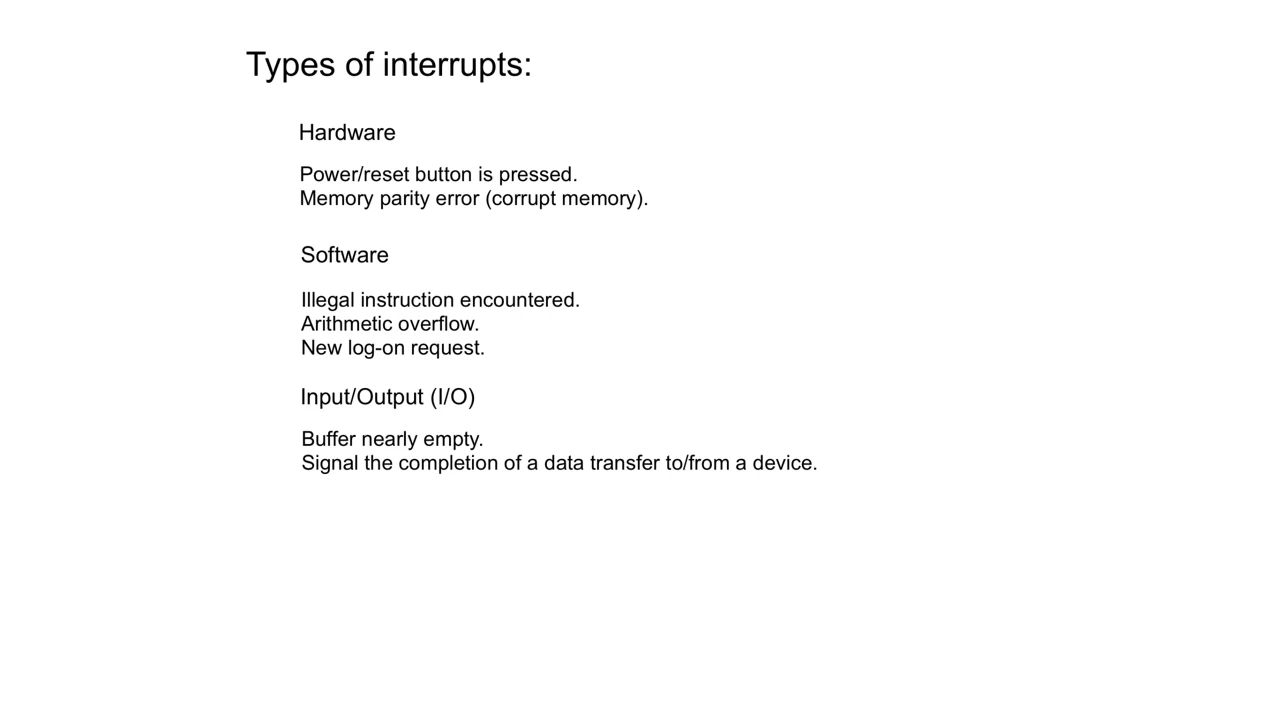 Types of interrupts:
Hardware
Power/reset button is pressed.
Memory parity error (corrupt memory).
Software
Illegal instruction encountered.
Arithmetic overflow.
New log-on request.
Input/Output (I/O)
Buffer nearly empty.
Signal the completion of a data transfer to/from a device.